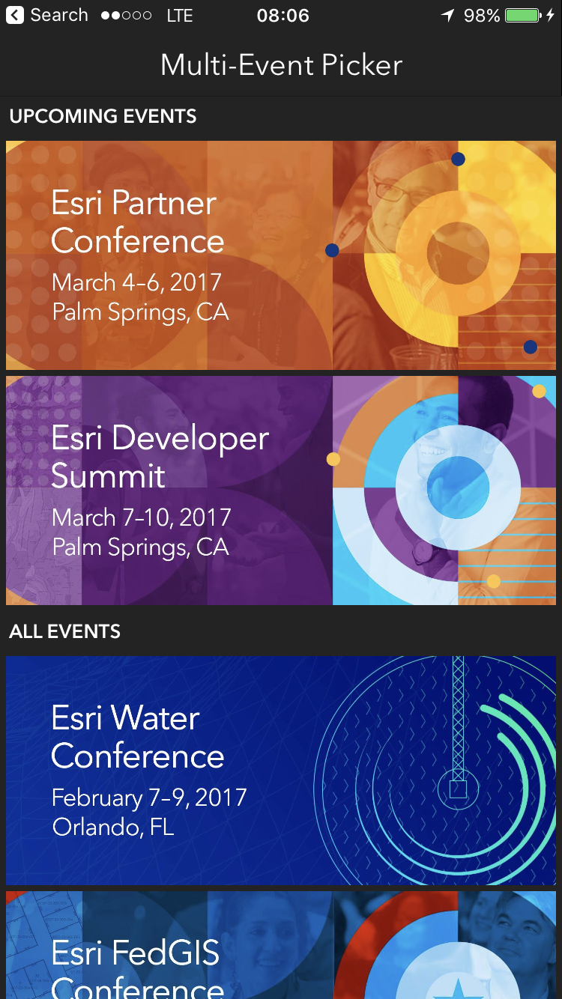 Search LTE 08:06 98%
Multi-Event Picker
UPCOMING EVENTS
Esri Partner
Conference
March 4–6, 2017
Palm Springs, CA
Esri Developer
Summit
March 7–10, 2017
Palm Springs, CA
ALL EVENTS
Esri Water
Conference
February 7–9, 2017
Orlando, FL
Esri FedGIS
Conference